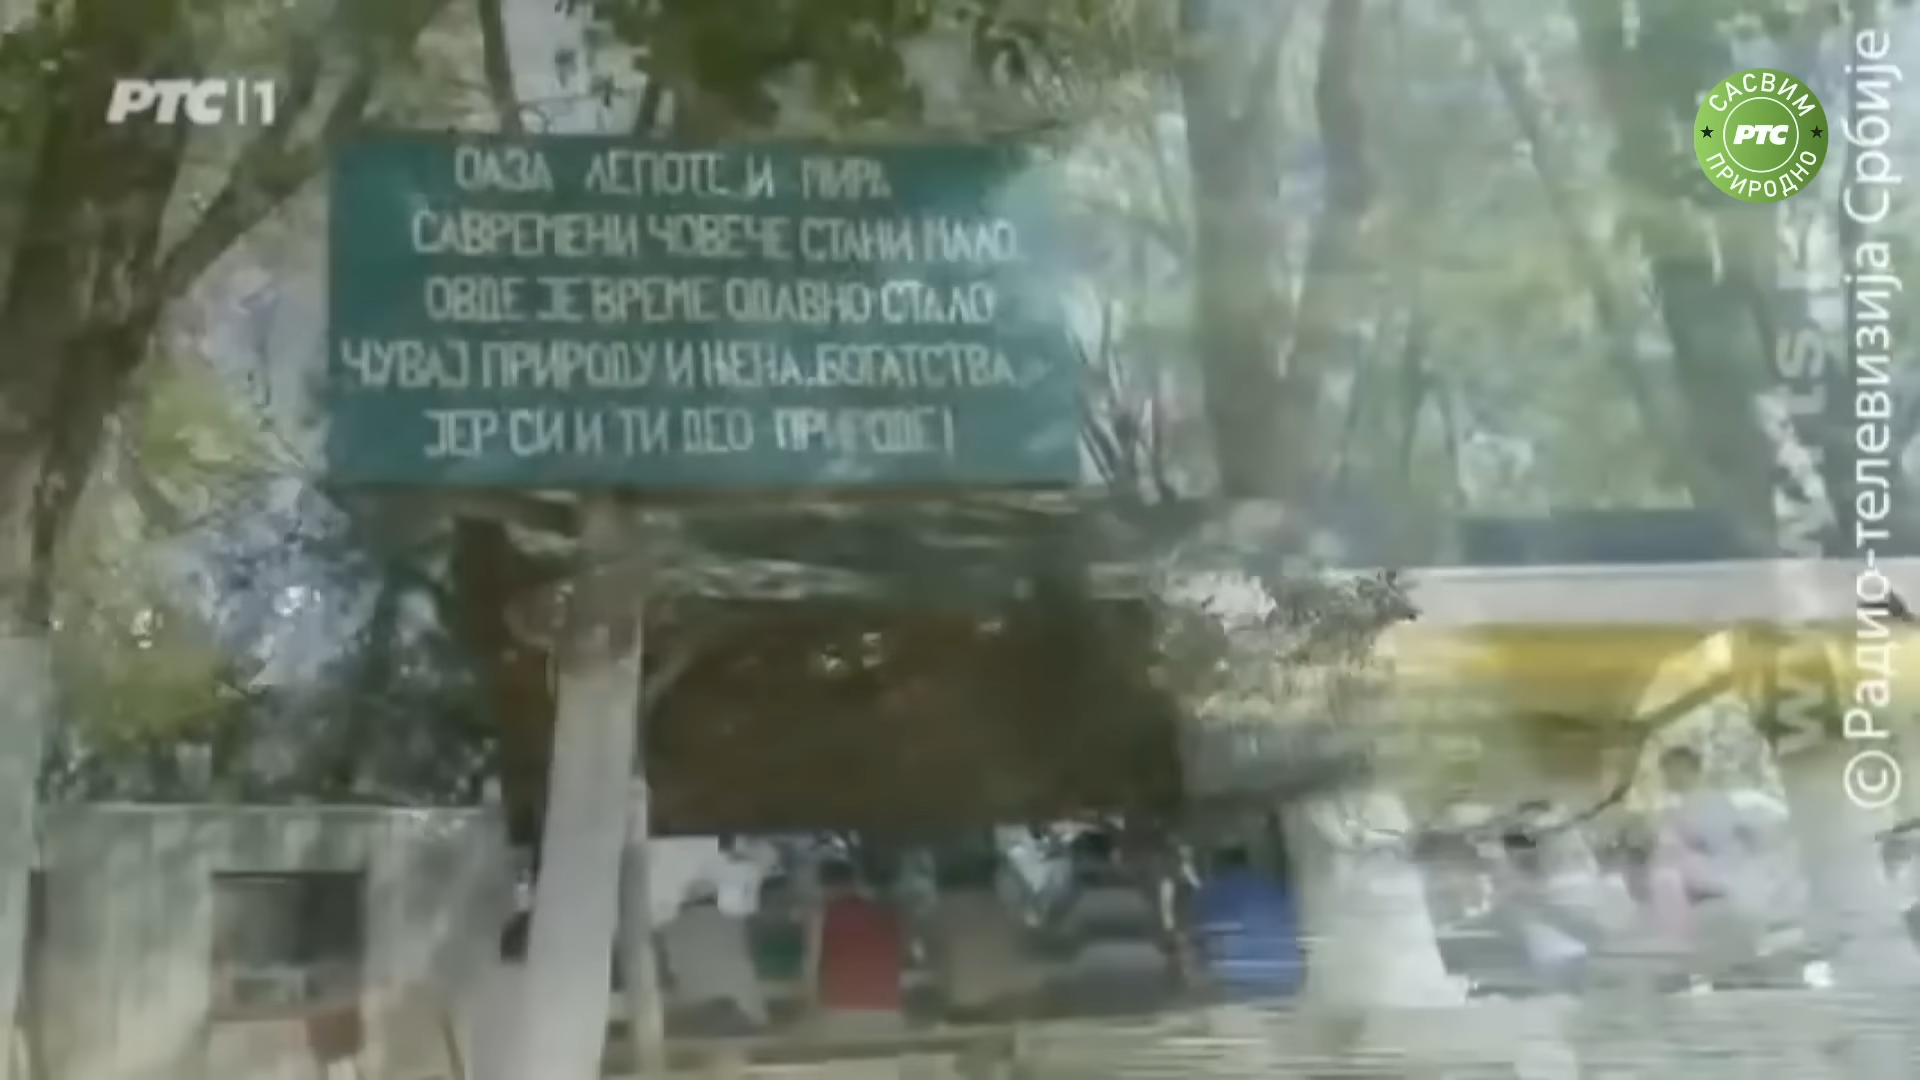 РТС|1
САСВИМ
РТС
ПРИРОДНО
ОАЗА ЛЕПОТЕ И МИРА
САВРЕМЕНИ ЧОВЕЧЕ СТАНИ МАЛО
ОВДЕ ЈЕ ВРЕМЕ ОДАВНО СТАЛО
ЧУВАЈ ПРИРОДУ И ЊЕНА БОГАТСТВА
ЈЕР СИ И ТИ ДЕО ПРИРОДЕ!
©Радио-телевизија Србије